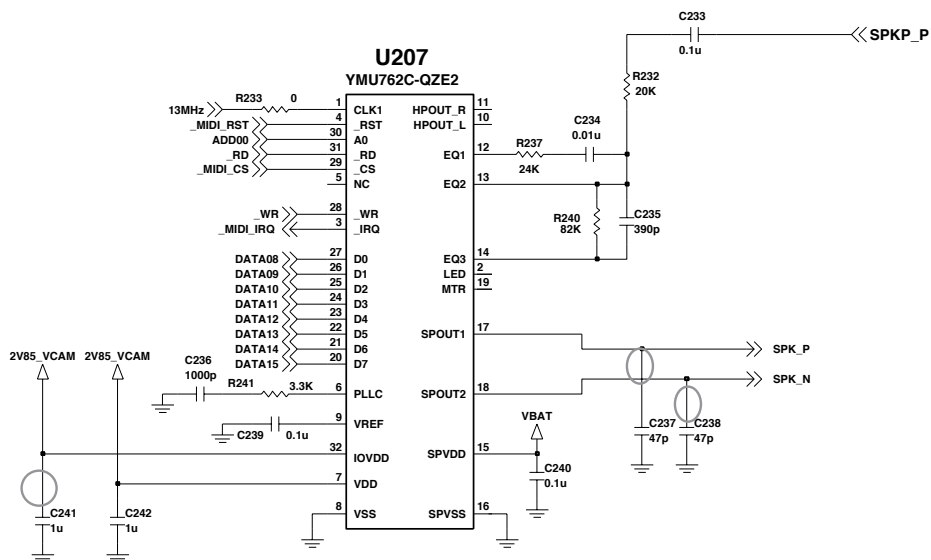 C233
0.1u
SPKP_P
U207
YMU762C-QZE2
R232
20K
13MHz
R233
0
1
CLK1
HPOUT_R
11
_MIDI_RST
4
_RST
HPOUT_L
10
ADD00
30
A0
C234
0.01u
_RD
31
_RD
EQ1
12
R237
24K
_MIDI_CS
29
_CS
5
NC
EQ2
13
_WR
28
_WR
R240
82K
C235
390p
_MIDI_IRQ
3
_IRQ
DATA08
27
D0
EQ3
14
DATA09
26
D1
LED
2
DATA10
25
D2
MTR
19
DATA11
24
D3
DATA12
23
D4
DATA13
22
D5
SPOUT1
17
DATA14
21
D6
SPK_P
DATA15
20
D7
2V85_VCAM
2V85_VCAM
C236
1000p
R241
3.3K
6
PLLC
SPOUT2
18
SPK_N
C239
0.1u
9
VREF
VBAT
C237
47p
C238
47p
32
IOVDD
SPVDD
15
C240
0.1u
7
VDD
C241
1u
C242
1u
8
VSS
SPVSS
16